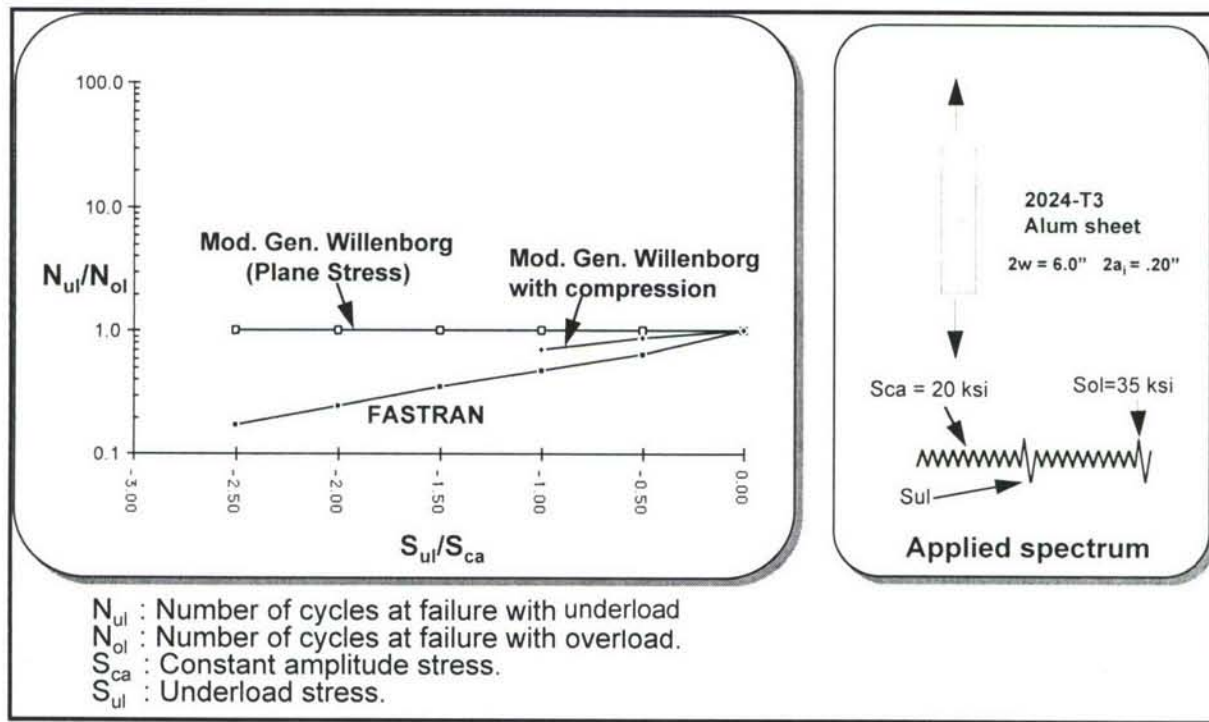 100.0
10.0
1.0
0.1
N_ul/N_ol
Mod. Gen. Willenborg
(Plane Stress)
Mod. Gen. Willenborg
with compression
FASTRAN
-3.00
-2.50
-2.00
-1.50
-1.00
-0.50
0.00
S_ul/S_ca
2024-T3
Alum sheet
2w = 6.0" 2a_i = .20"
Sca = 20 ksi
Sol=35 ksi
Sul
Applied spectrum
N_ul : Number of cycles at failure with underload
N_ol : Number of cycles at failure with overload.
S_ca : Constant amplitude stress.
S_ul : Underload stress.